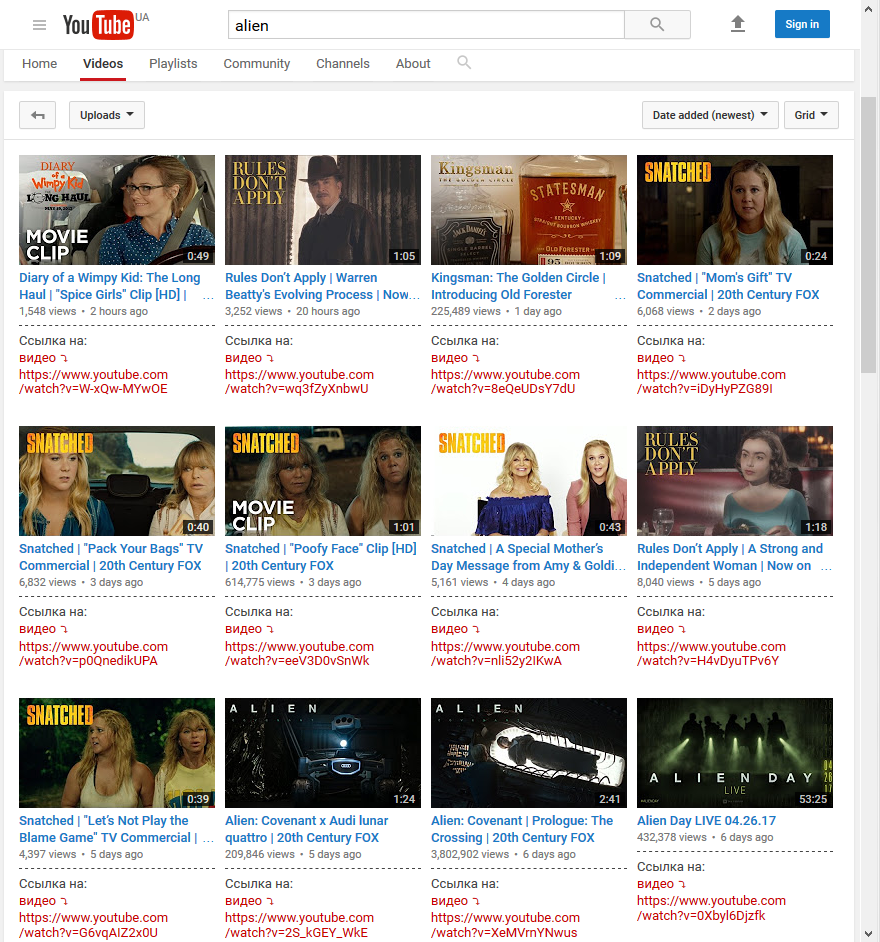 YouTube UA
alien
Sign in
Home Videos Playlists Community Channels About
Uploads
Date added (newest) Grid
DIARY
of a
Wimpy Kid
LONG HAUL
MOVIE
CLIP
0:49
RULES
DON'T
APPLY
1:05
Kingsman
THE GOLDEN CIRCLE
JACK DANIEL'S
STATESMAN
KENTUCKY
STRAIGHT BOURBON WHISKEY
OLD FORESTER
95
1:09
SNATCHED
0:24
Diary of a Wimpy Kid: The Long
Haul | "Spice Girls" Clip [HD] | ...
1,548 views • 2 hours ago
Rules Don’t Apply | Warren
Beatty's Evolving Process | Now...
3,252 views • 20 hours ago
Kingsman: The Golden Circle |
Introducing Old Forester ...
225,489 views • 1 day ago
Snatched | "Mom's Gift" TV
Commercial | 20th Century FOX
6,068 views • 2 days ago
Ссылка на:
видео ⤵
https://www.youtube.com
/watch?v=W-xQw-MYwOE
Ссылка на:
видео ⤵
https://www.youtube.com
/watch?v=wq3fZyXnbwU
Ссылка на:
видео ⤵
https://www.youtube.com
/watch?v=8eQeUDsY7dU
Ссылка на:
видео ⤵
https://www.youtube.com
/watch?v=iDyHyPZG89I
SNATCHED
0:40
SNATCHED
MOVIE
CLIP
1:01
SNATCHED
0:43
RULES
DON'T
APPLY
1:18
Snatched | "Pack Your Bags" TV
Commercial | 20th Century FOX
6,832 views • 3 days ago
Snatched | "Poofy Face" Clip [HD]
| 20th Century FOX
614,775 views • 3 days ago
Snatched | A Special Mother’s
Day Message from Amy & Goldi...
5,161 views • 4 days ago
Rules Don’t Apply | A Strong and
Independent Woman | Now on ...
8,040 views • 5 days ago
Ссылка на:
видео ⤵
https://www.youtube.com
/watch?v=p0QnedikUPA
Ссылка на:
видео ⤵
https://www.youtube.com
/watch?v=eeV3D0vSnWk
Ссылка на:
видео ⤵
https://www.youtube.com
/watch?v=nli52y2IKwA
Ссылка на:
видео ⤵
https://www.youtube.com
/watch?v=H4vDyuTPv6Y
SNATCHED
0:39
ALIEN
1:24
ALIEN
2:41
ALIEN DAY
LIVE
04
26
17
53:25
Snatched | "Let’s Not Play the
Blame Game" TV Commercial | ...
4,397 views • 5 days ago
Alien: Covenant x Audi lunar
quattro | 20th Century FOX
209,846 views • 5 days ago
Alien: Covenant | Prologue: The
Crossing | 20th Century FOX
3,802,902 views • 6 days ago
Alien Day LIVE 04.26.17
432,378 views • 6 days ago
Ссылка на:
видео ⤵
https://www.youtube.com
/watch?v=G6vqAIZ2x0U
Ссылка на:
видео ⤵
https://www.youtube.com
/watch?v=2S_kGEY_WkE
Ссылка на:
видео ⤵
https://www.youtube.com
/watch?v=XeMVrnYNwus
Ссылка на:
видео ⤵
https://www.youtube.com
/watch?v=0Xbyl6Djzfk